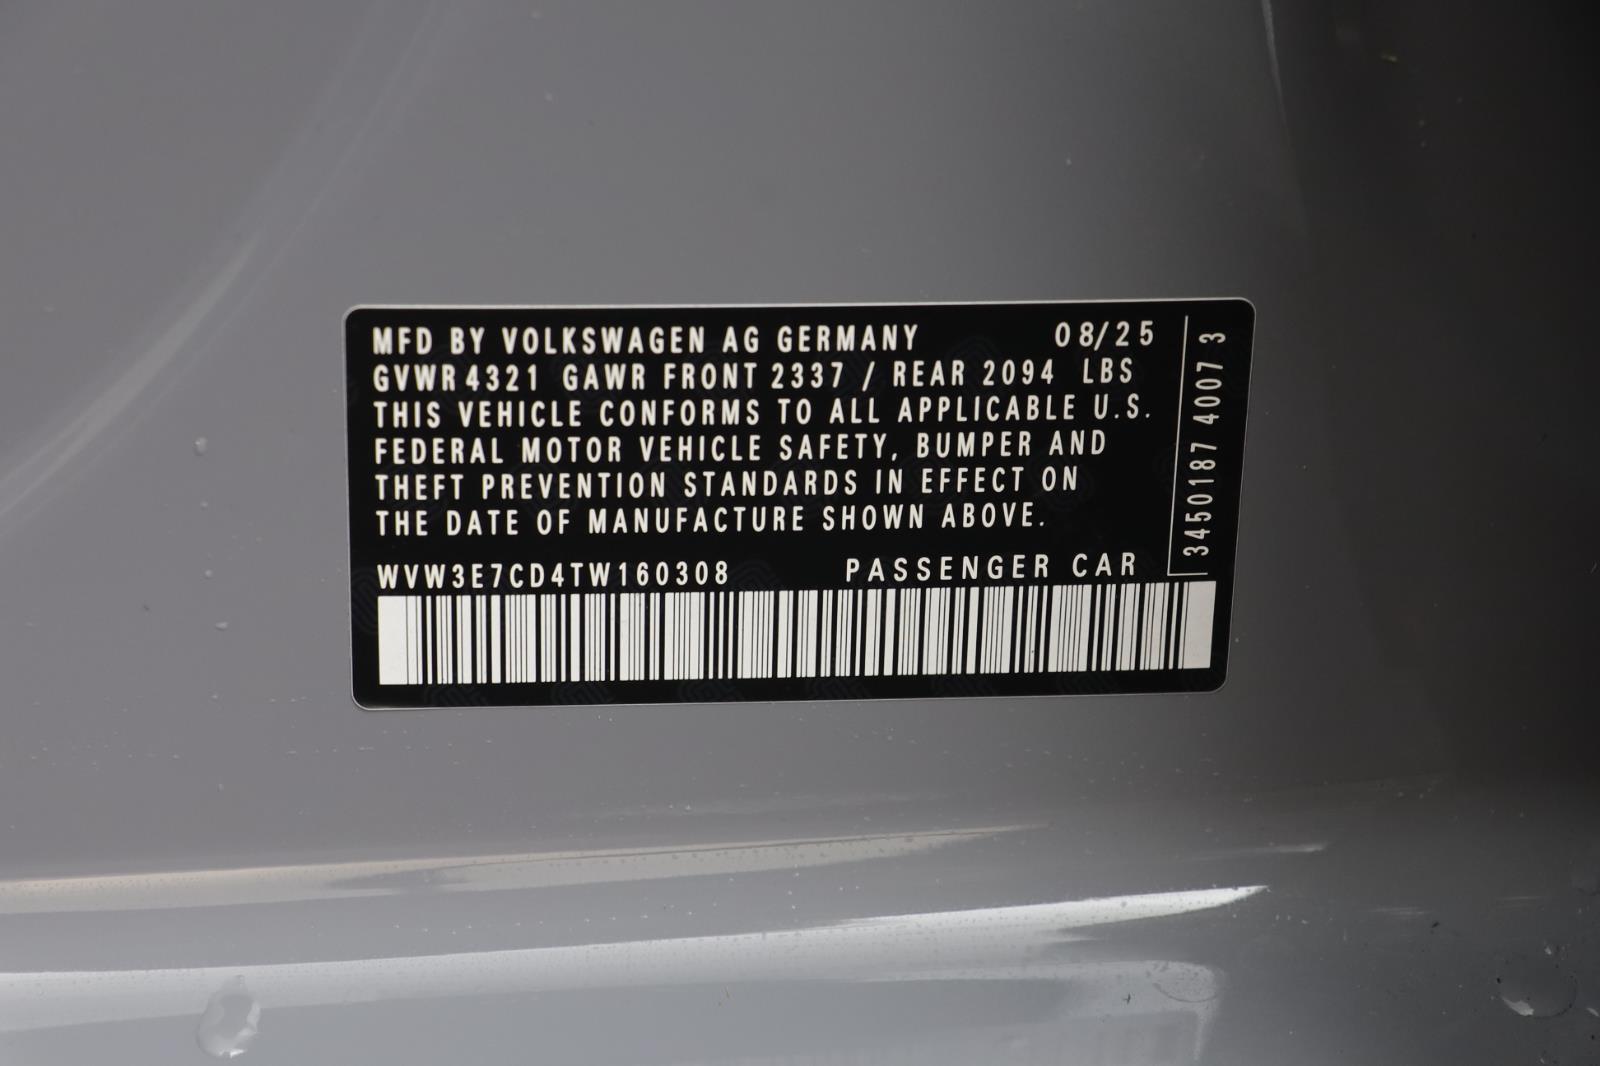 MFD BY VOLKSWAGEN AG GERMANY 08/25
GVWR 4321 GAWR FRONT 2337 / REAR 2094 LBS
THIS VEHICLE CONFORMS TO ALL APPLICABLE U.S.
FEDERAL MOTOR VEHICLE SAFETY, BUMPER AND
THEFT PREVENTION STANDARDS IN EFFECT ON
THE DATE OF MANUFACTURE SHOWN ABOVE.
WVW3E7CD4TW160308 PASSENGER CAR
3450187 4007 3